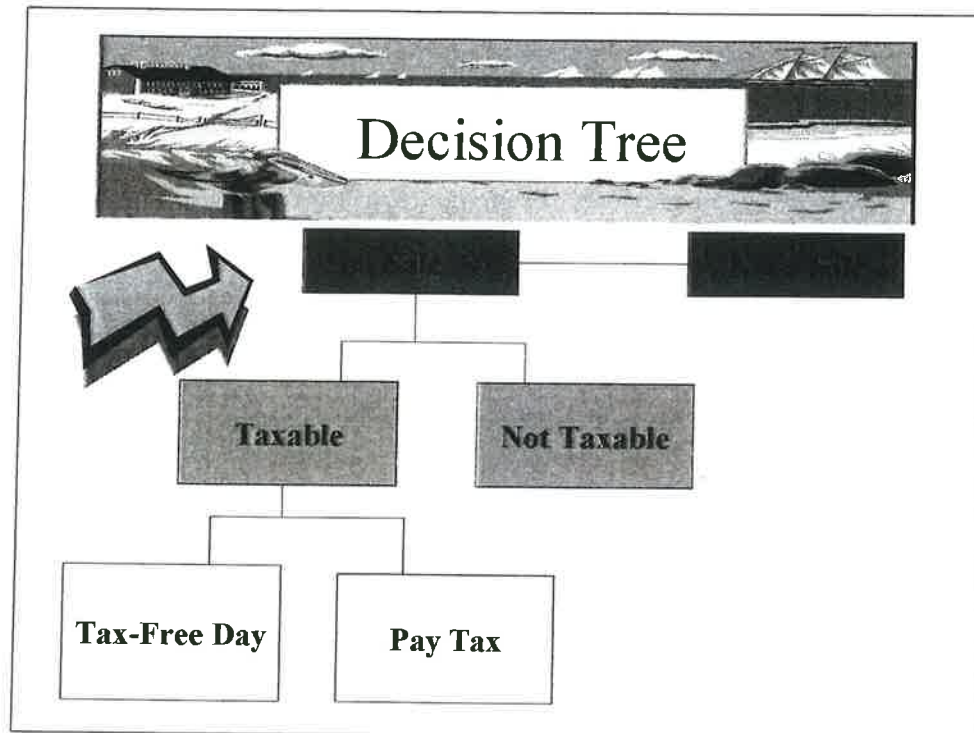 Decision Tree
Taxable
Not Taxable
Tax-Free Day
Pay Tax